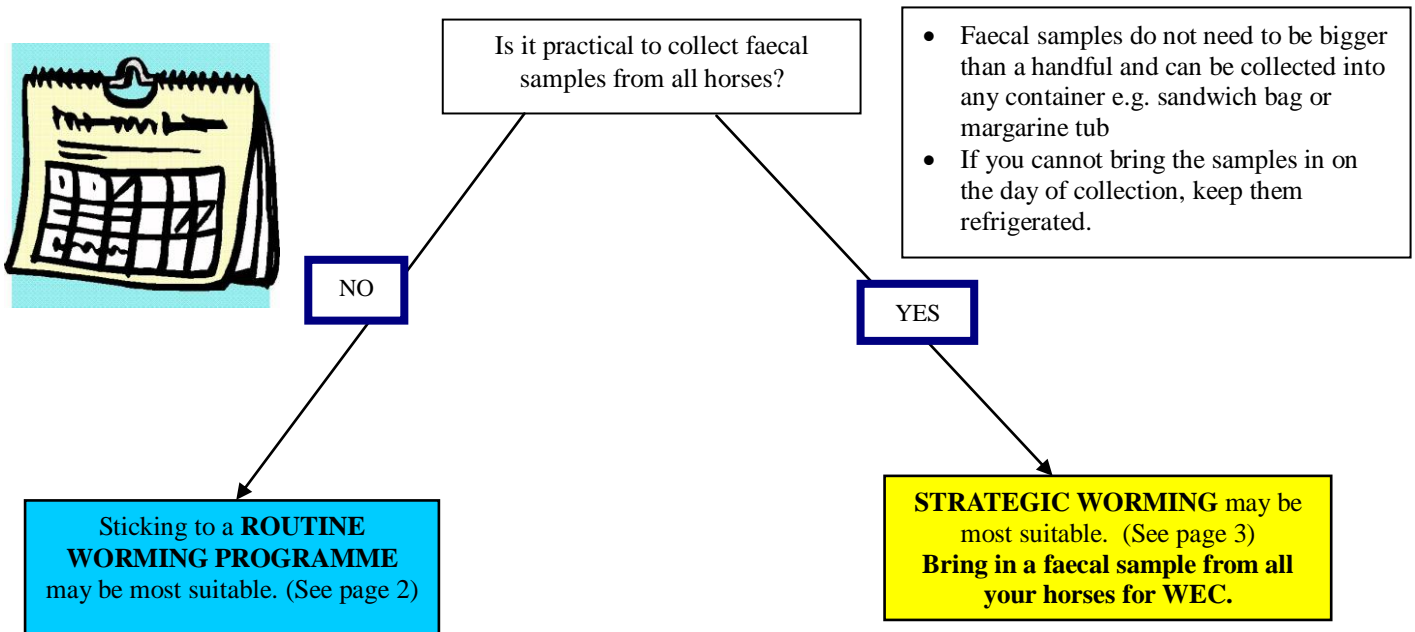 Is it practical to collect faecal
samples from all horses?
• Faecal samples do not need to be bigger
than a handful and can be collected into
any container e.g. sandwich bag or
margarine tub
• If you cannot bring the samples in on
the day of collection, keep them
refrigerated.
NO
YES
Sticking to a ROUTINE
WORMING PROGRAMME
may be most suitable. (See page 2)
STRATEGIC WORMING may be
most suitable.  (See page 3)
Bring in a faecal sample from all
your horses for WEC.